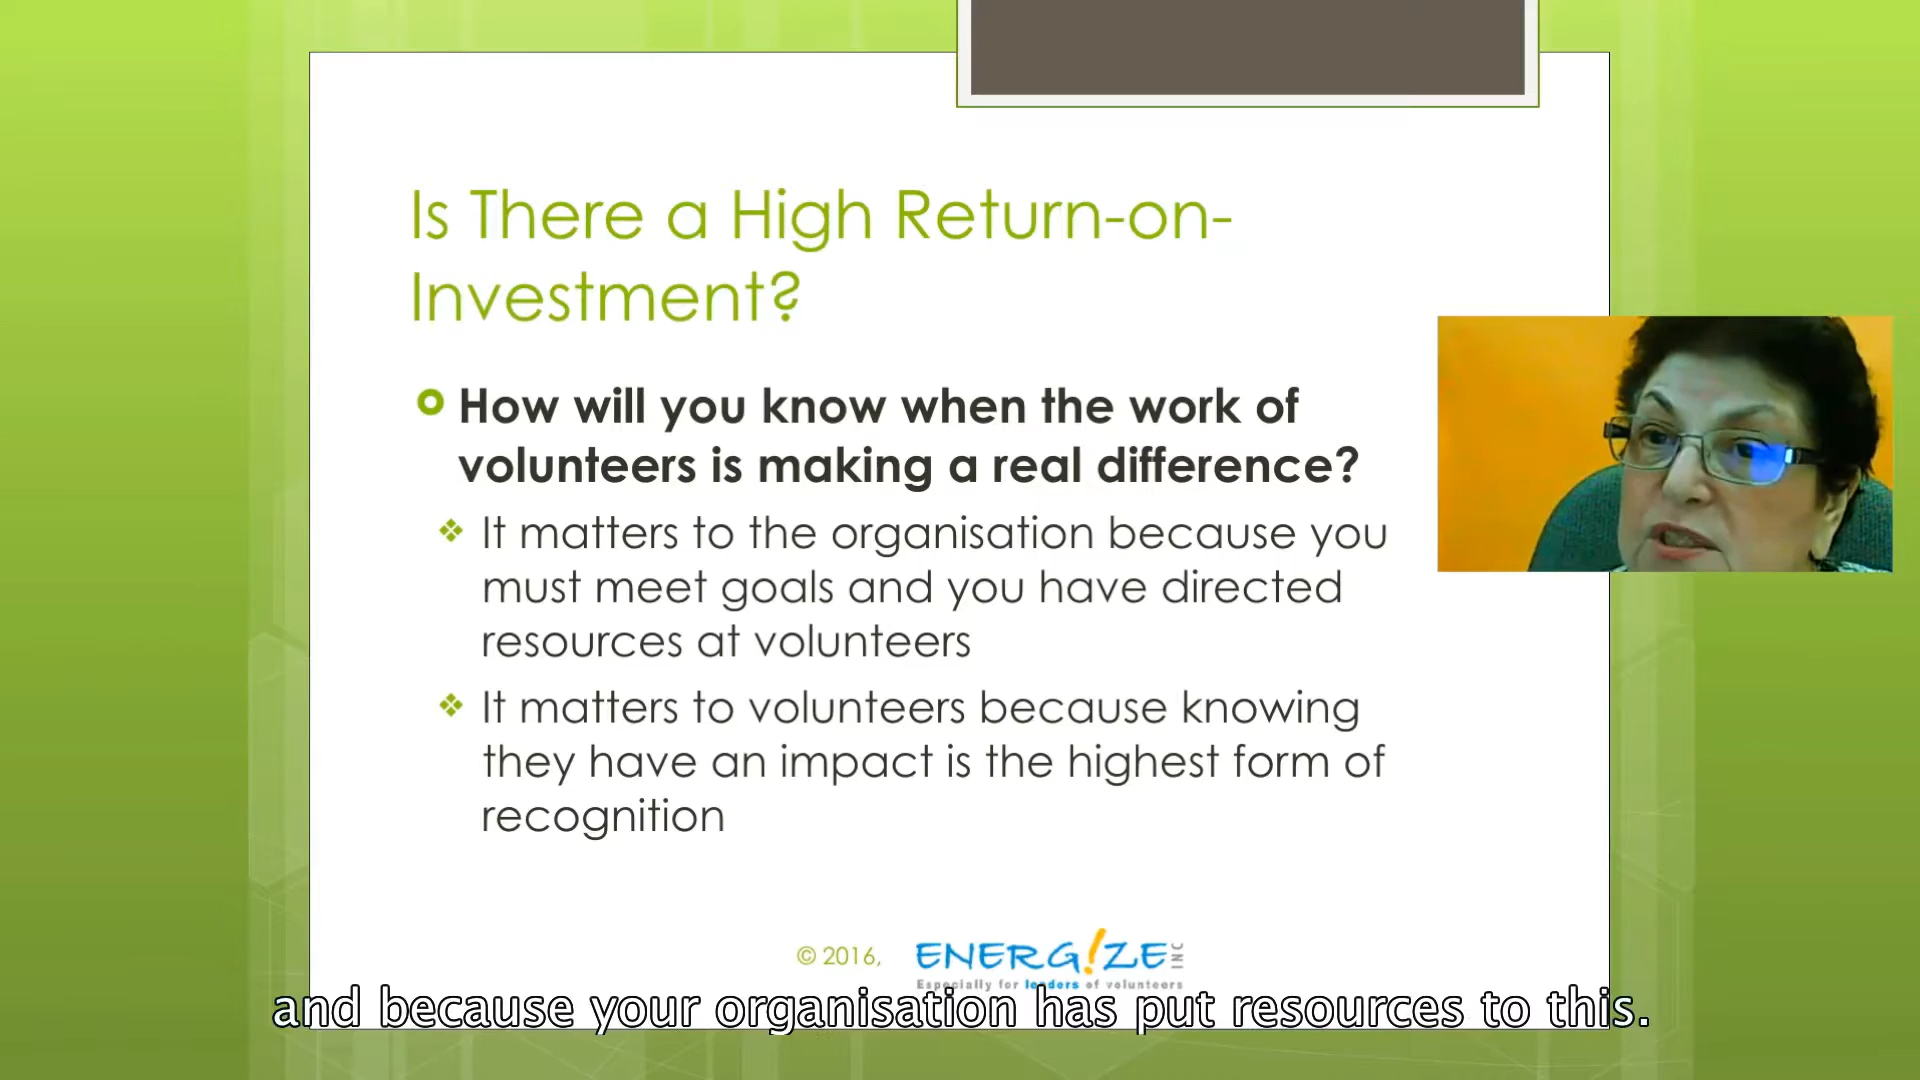 Is There a High Return-on-
Investment?
How will you know when the work of
volunteers is making a real difference?
It matters to the organisation because you
must meet goals and you have directed
resources at volunteers
It matters to volunteers because knowing
they have an impact is the highest form of
recognition
© 2016,
ENERG!ZE INC
Especially for leaders of volunteers
and because your organisation has put resources to this.